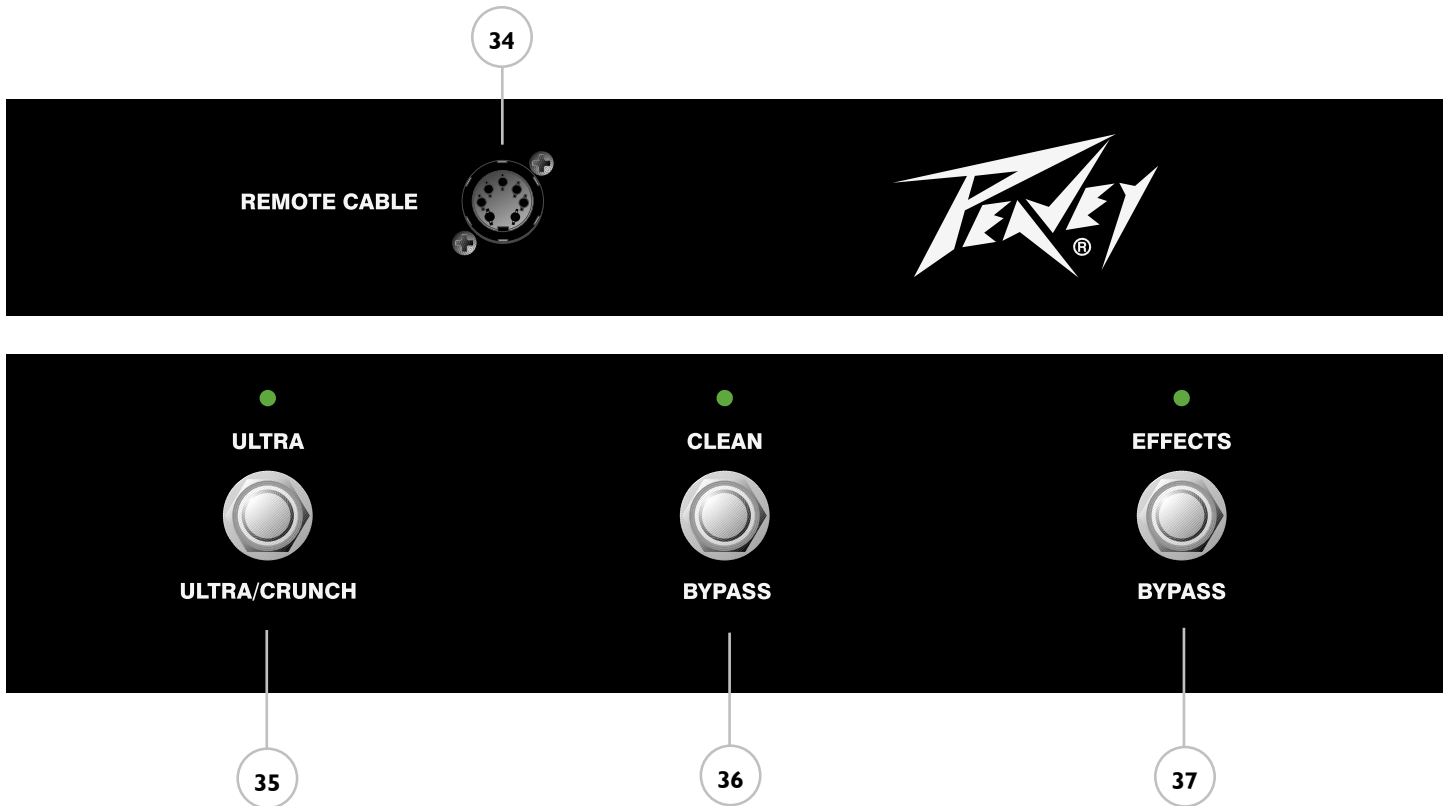 34
REMOTE CABLE
PEAVEY®
ULTRA
CLEAN
EFFECTS
ULTRA/CRUNCH
BYPASS
BYPASS
35
36
37